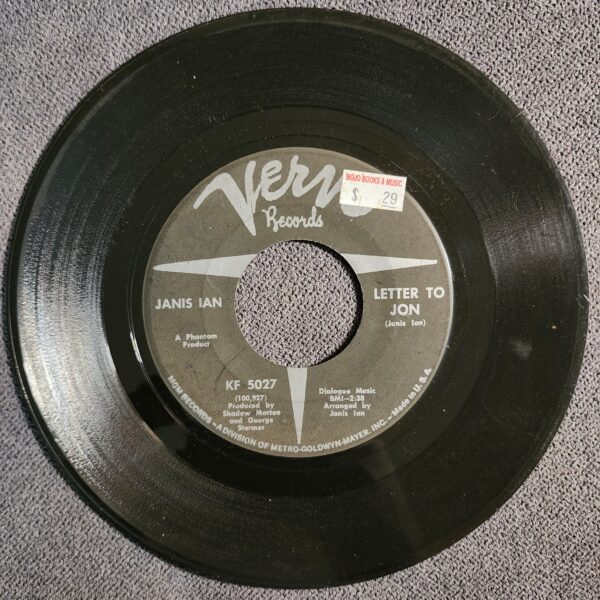 MOJO BOOKS & MUSIC
$ .29
Records
JANIS IAN
LETTER TO
JON
(Janis Ian)
A Phantom
Product
KF 5027
(100,927)
Produced by
Shadow Morton
and George
Stermer
Dialogue Music
BMI-2:38
Arranged by
Janis Ian
MGM RECORDS - A DIVISION OF METRO-GOLDWYN-MAYER, INC. - Made in U.S.A.